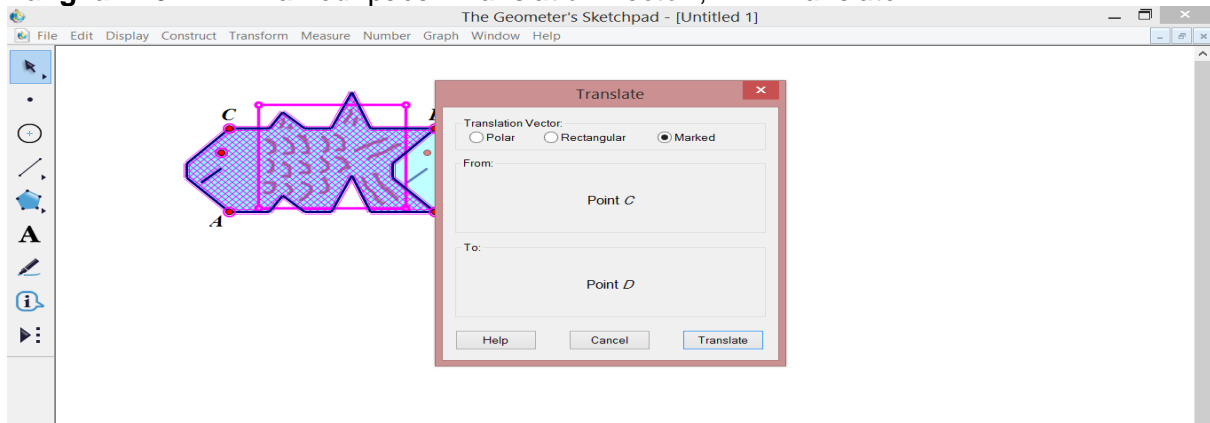 The Geometer's Sketchpad - [Untitled 1]
File Edit Display Construct Transform Measure Number Graph Window Help
C
A
A
Translate
Translation Vector:
Polar Rectangular Marked
From:
Point C
To:
Point D
Help Cancel Translate